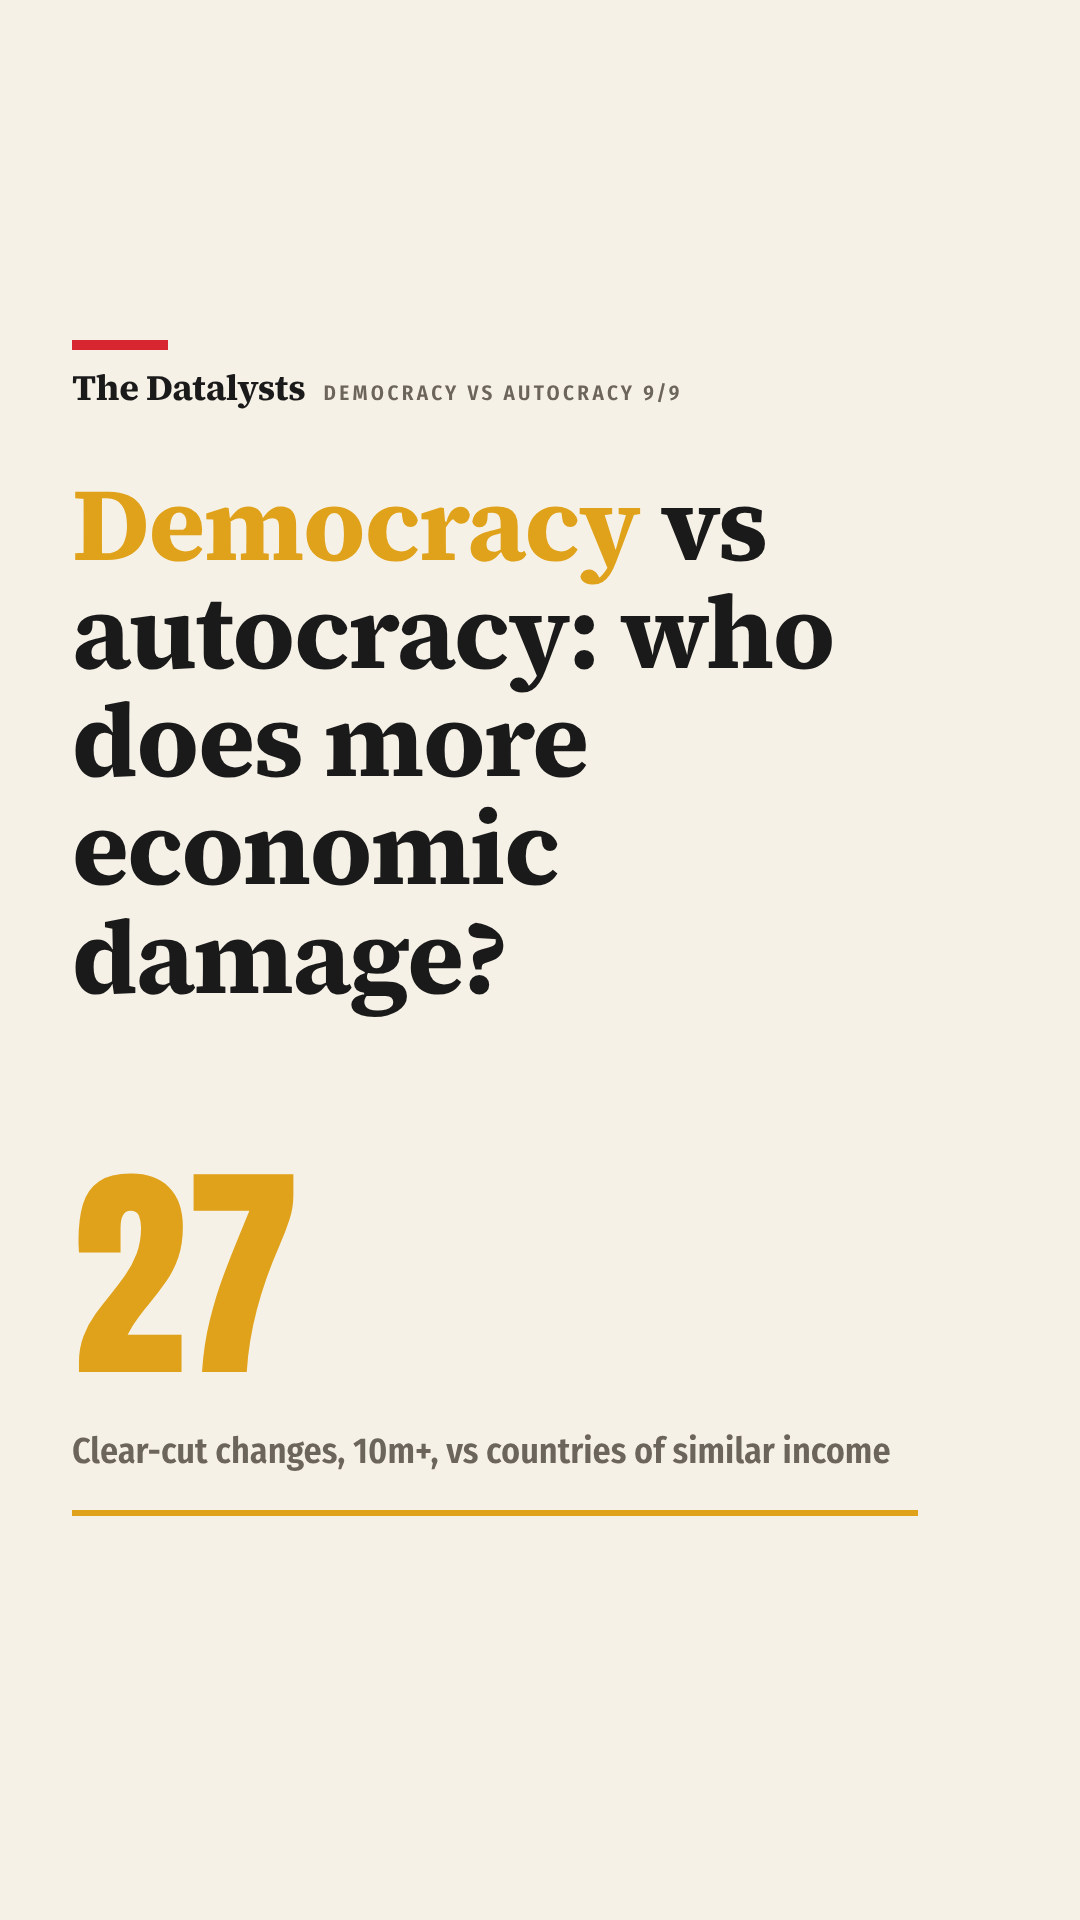 The Datalysts DEMOCRACY VS AUTOCRACY 9/9
Democracy vs
autocracy: who
does more
economic
damage?
27
Clear-cut changes, 10m+, vs countries of similar income